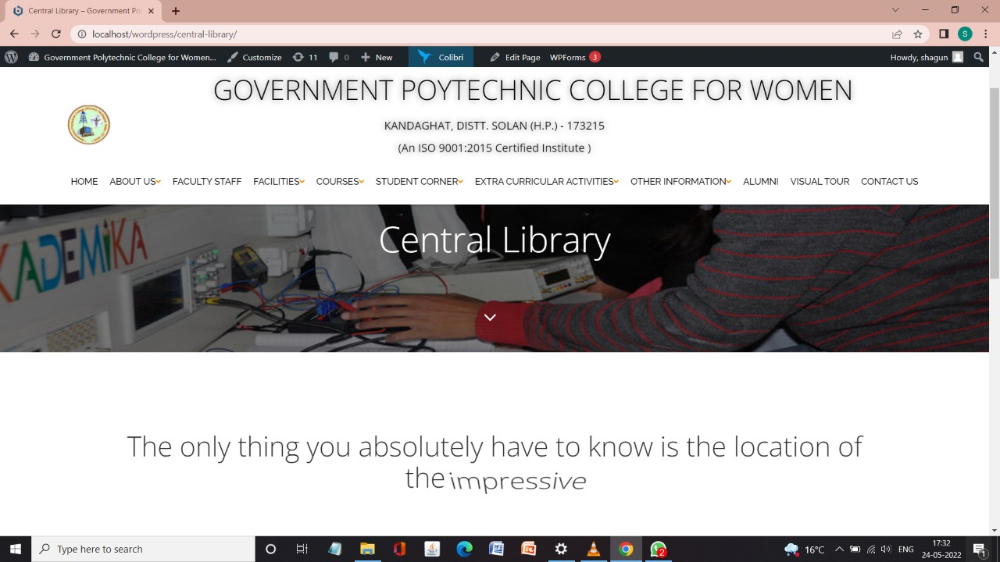 Central Library – Government Po
localhost/wordpress/central-library/
S
Government Polytechnic College for Women... Customize 11 0 New Colibri Edit Page WPForms 3 Howdy, shagun
GOVERNMENT POYTECHNIC COLLEGE FOR WOMEN
KANDAGHAT, DISTT. SOLAN (H.P.) - 173215
(An ISO 9001:2015 Certified Institute )
HOME ABOUT US FACULTY STAFF FACILITIES COURSES STUDENT CORNER EXTRA CURRICULAR ACTIVITIES OTHER INFORMATION ALUMNI VISUAL TOUR CONTACT US
KADEMIKA
Central Library
The only thing you absolutely have to know is the location of
the impressive
Type here to search
2
16°C ENG
17:32
24-05-2022
1